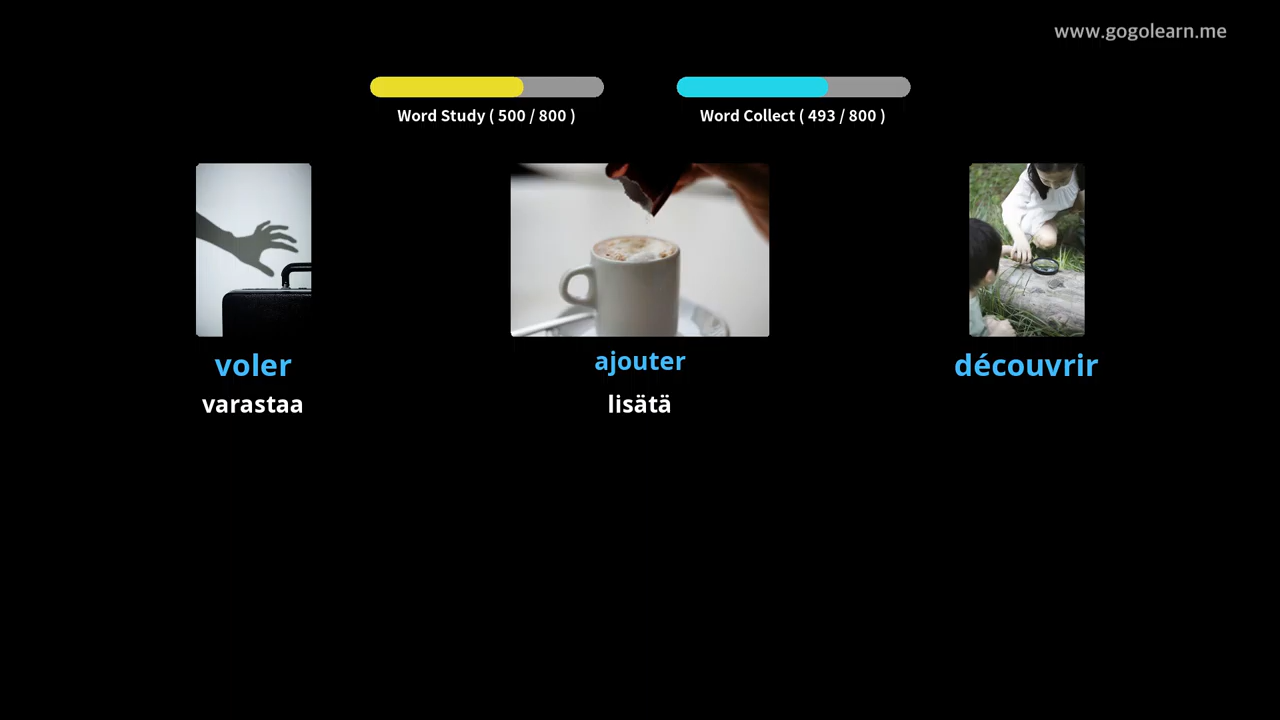 www.gogolearn.me
Word Study ( 500 / 800 )
Word Collect ( 493 / 800 )
voler
ajouter
découvrir
varastaa
lisätä